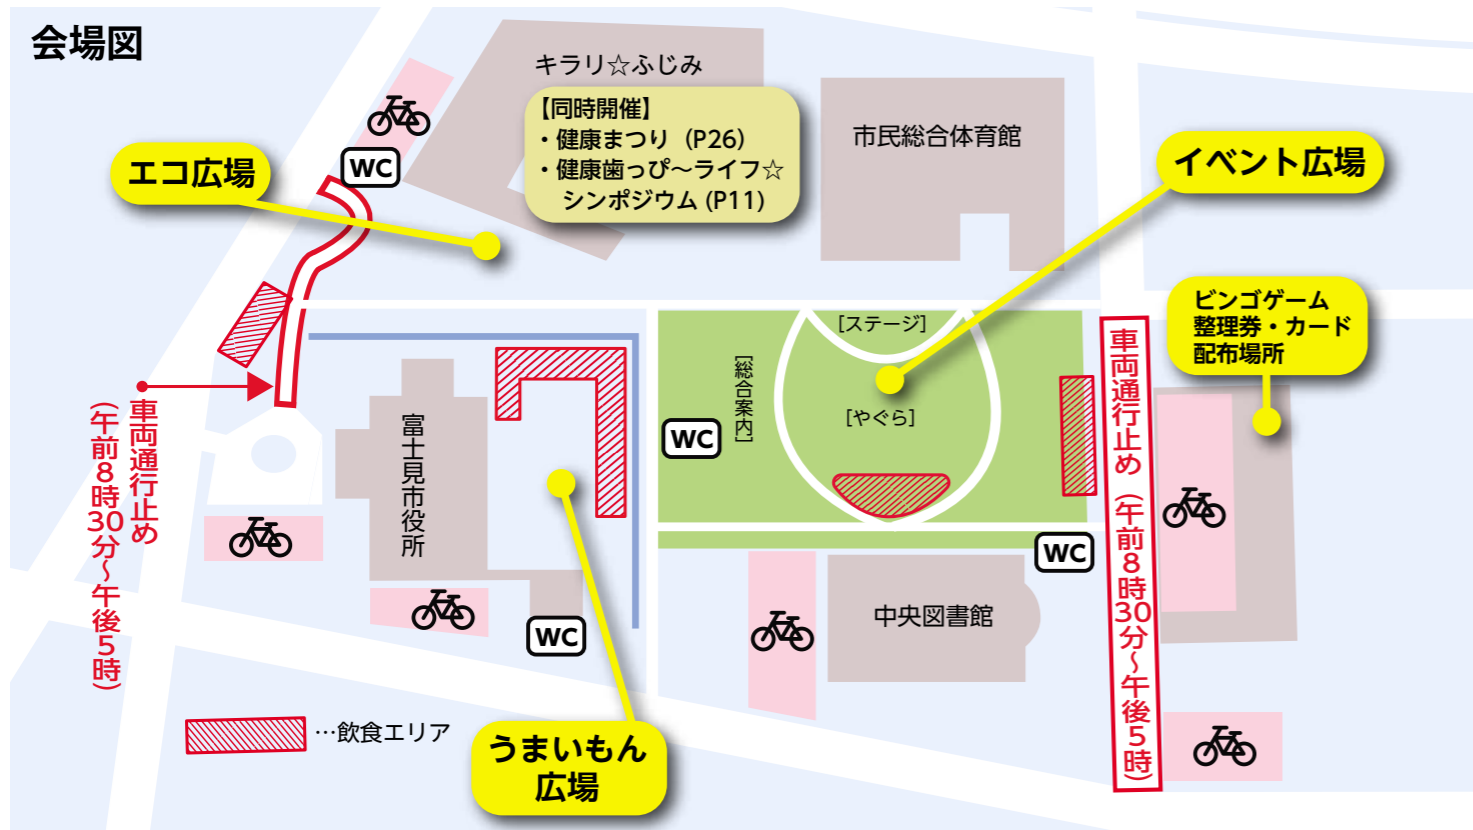 会場図
キラリ☆ふじみ
【同時開催】
・健康まつり（P26）
・健康歯っぴ～ライフ☆
シンポジウム (P11)
市民総合体育館
エコ広場
イベント広場
WC
ビンゴゲーム
整理券・カード
配布場所
［ステージ］
［総合案内］
［やぐら］
WC
車両通行止め（午前8時30分～午後5時）
車両通行止め
（午前8時30分～午後5時）
富士見市役所
WC
WC
中央図書館
…飲食エリア
うまいもん
広場